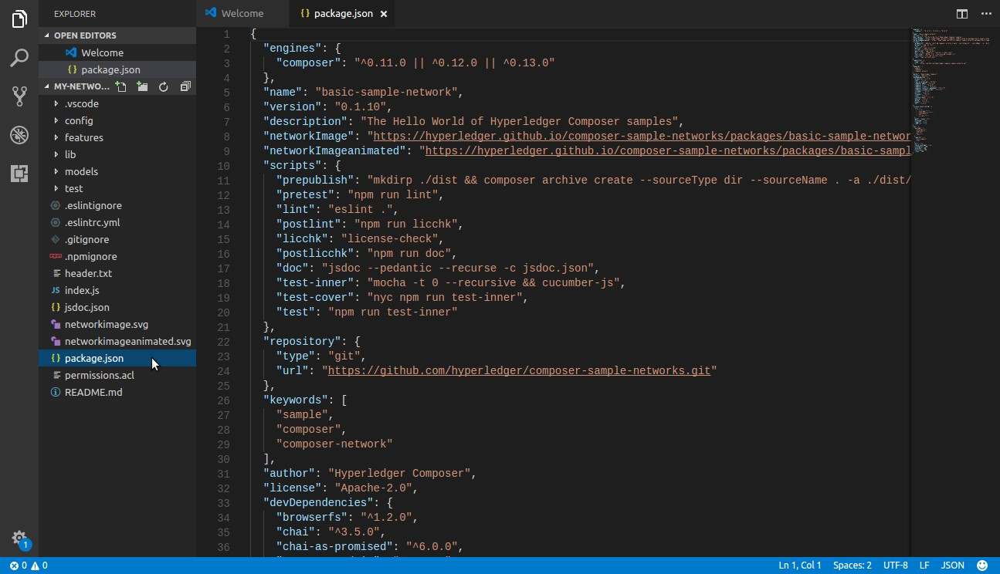 EXPLORER
OPEN EDITORS
Welcome
{} package.json
MY-NETWO...
.vscode
config
features
lib
models
test
.eslintignore
.eslintrc.yml
.gitignore
.npmignore
header.txt
JS index.js
{} jsdoc.json
networkimage.svg
networkimageanimated.svg
{} package.json
permissions.acl
README.md
1
Welcome
{} package.json
1 {
2 "engines": {
3 "composer": "^0.11.0 || ^0.12.0 || ^0.13.0"
4 },
5 "name": "basic-sample-network",
6 "version": "0.1.10",
7 "description": "The Hello World of Hyperledger Composer samples",
8 "networkImage": "https://hyperledger.github.io/composer-sample-networks/packages/basic-sample-networ
9 "networkImageanimated": "https://hyperledger.github.io/composer-sample-networks/packages/basic-sampl
10 "scripts": {
11 "prepublish": "mkdirp ./dist && composer archive create --sourceType dir --sourceName . -a ./dist/
12 "pretest": "npm run lint",
13 "lint": "eslint .",
14 "postlint": "npm run licchk",
15 "licchk": "license-check",
16 "postlicchk": "npm run doc",
17 "doc": "jsdoc --pedantic --recurse -c jsdoc.json",
18 "test-inner": "mocha -t 0 --recursive && cucumber-js",
19 "test-cover": "nyc npm run test-inner",
20 "test": "npm run test-inner"
21 },
22 "repository": {
23 "type": "git",
24 "url": "https://github.com/hyperledger/composer-sample-networks.git"
25 },
26 "keywords": [
27 "sample",
28 "composer",
29 "composer-network"
30 ],
31 "author": "Hyperledger Composer",
32 "license": "Apache-2.0",
33 "devDependencies": {
34 "browserfs": "^1.2.0",
35 "chai": "^3.5.0",
36 "chai-as-promised": "^6.0.0",
0 0
Ln 1, Col 1 Spaces: 2 UTF-8 LF JSON